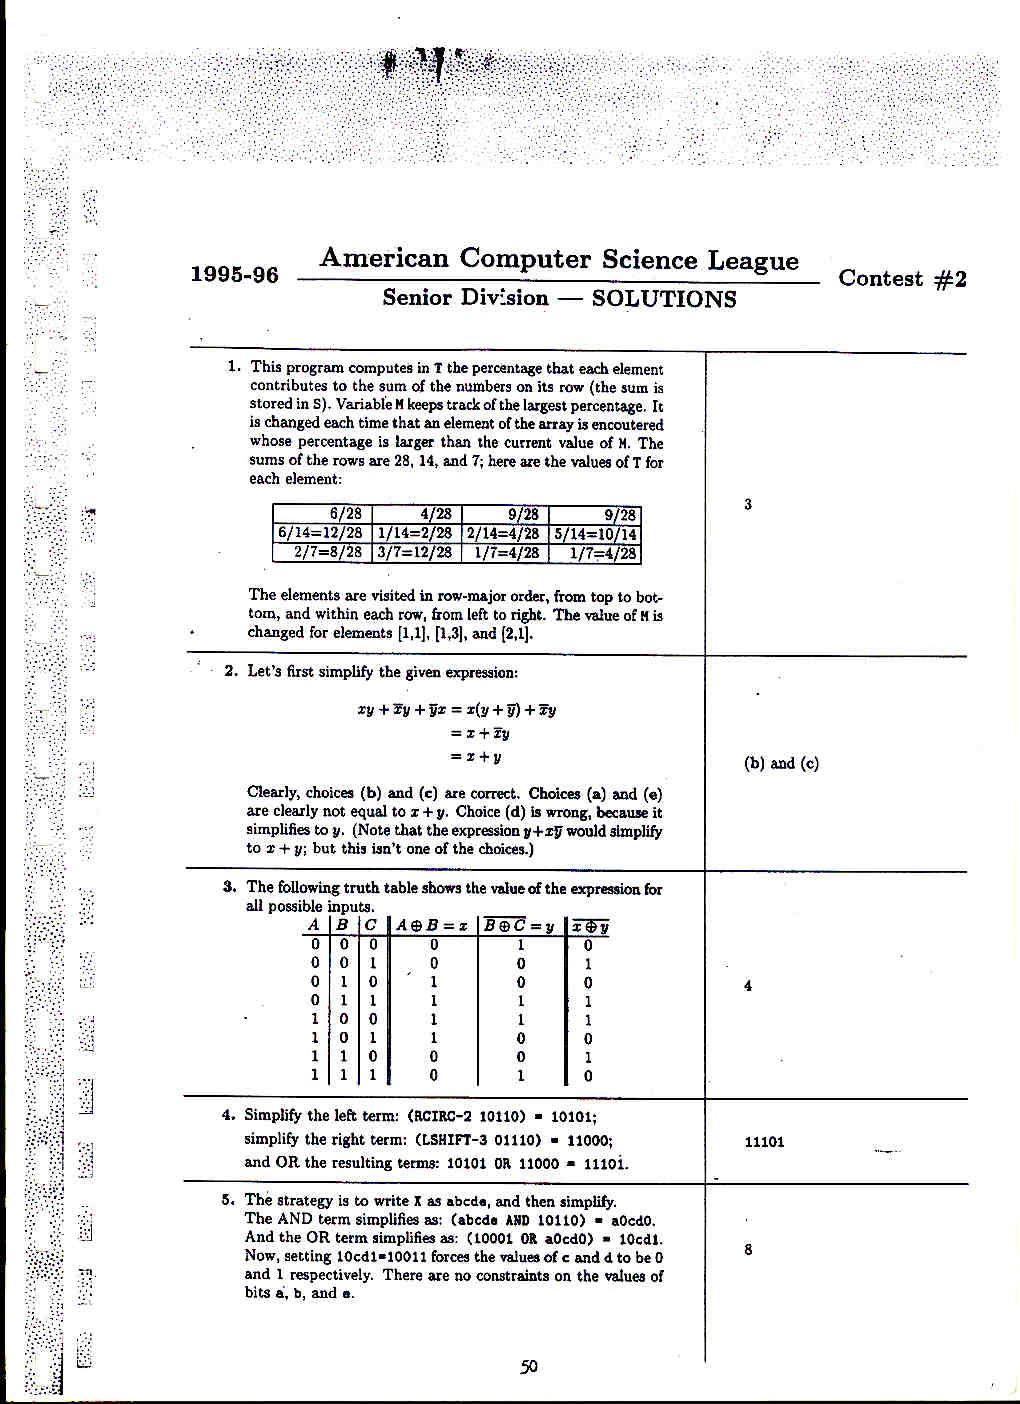 1995-96
American Computer Science League
Contest #2
Senior Division — SOLUTIONS
1. This program computes in T the percentage that each element
contributes to the sum of the numbers on its row (the sum is
stored in S). Variable M keeps track of the largest percentage. It
is changed each time that an element of the array is encoutered
whose percentage is larger than the current value of M. The
sums of the rows are 28, 14, and 7; here are the values of T for
each element:
6/28 4/28 9/28 9/28
6/14=12/28 1/14=2/28 2/14=4/28 5/14=10/14
2/7=8/28 3/7=12/28 1/7=4/28 1/7=4/28
The elements are visited in row-major order, from top to bot-
tom, and within each row, from left to right. The value of M is
changed for elements [1,1], [1,3], and [2,1].
3
2. Let's first simplify the given expression:
xy + x̅y + y̅x = x(y + y̅) + x̅y
= x + x̅y
= x + y
Clearly, choices (b) and (c) are correct. Choices (a) and (e)
are clearly not equal to x + y. Choice (d) is wrong, because it
simplifies to y. (Note that the expression y+xy̅ would simplify
to x + y; but this isn't one of the choices.)
(b) and (c)
3. The following truth table shows the value of the expression for
all possible inputs.
A B C A ⊕ B = x B̅ ⊕̅ C̅ = y x̅ ⊕̅ y̅
0 0 0 0 1 0
0 0 1 0 0 1
0 1 0 1 0 0
0 1 1 1 1 1
1 0 0 1 1 1
1 0 1 1 0 0
1 1 0 0 0 1
1 1 1 0 1 0
4
4. Simplify the left term: (RCIRC-2 10110) = 10101;
simplify the right term: (LSHIFT-3 01110) = 11000;
and OR the resulting terms: 10101 OR 11000 = 11101.
11101
5. The strategy is to write X as abcde, and then simplify.
The AND term simplifies as: (abcde AND 10110) = a0cd0.
And the OR term simplifies as: (10001 OR a0cd0) = 10cd1.
Now, setting 10cd1=10011 forces the values of c and d to be 0
and 1 respectively. There are no constraints on the values of
bits a, b, and e.
8
50